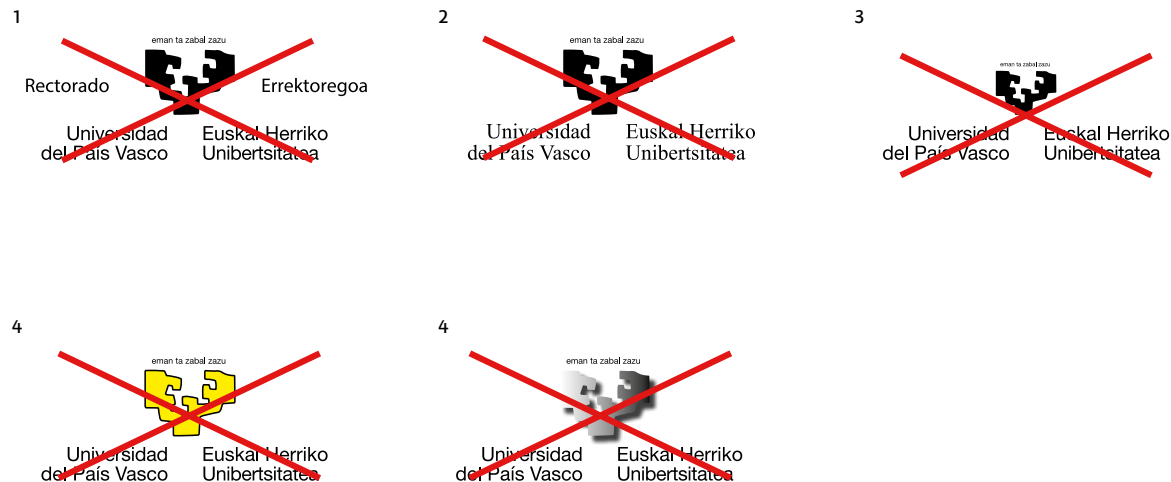 1
eman ta zabal zazu
Rectorado
Errektoregoa
Universidad
del País Vasco
Euskal Herriko
Unibertsitatea
2
eman ta zabal zazu
Universidad
del País Vasco
Euskal Herriko
Unibertsitatea
3
eman ta zabal zazu
Universidad
del País Vasco
Euskal Herriko
Unibertsitatea
4
eman ta zabal zazu
Universidad
del País Vasco
Euskal Herriko
Unibertsitatea
4
eman ta zabal zazu
Universidad
del País Vasco
Euskal Herriko
Unibertsitatea